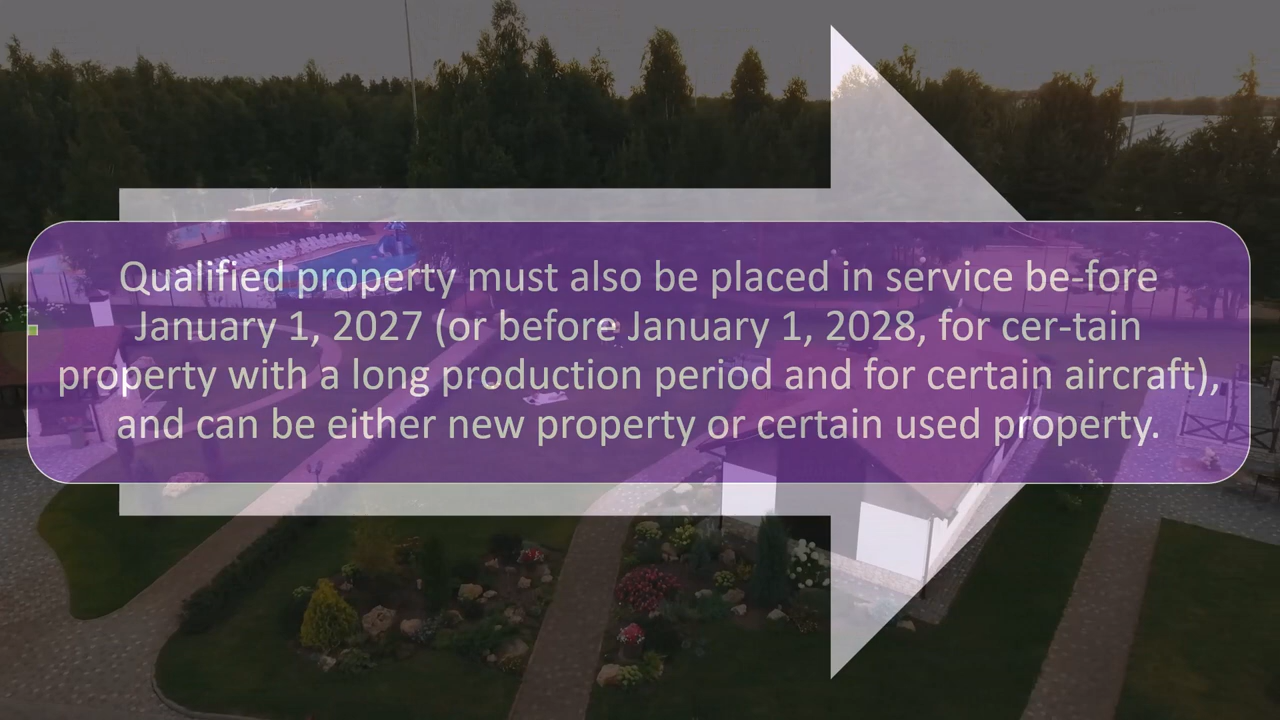 Qualified property must also be placed in service be-fore
January 1, 2027 (or before January 1, 2028, for cer-tain
property with a long production period and for certain aircraft),
and can be either new property or certain used property.